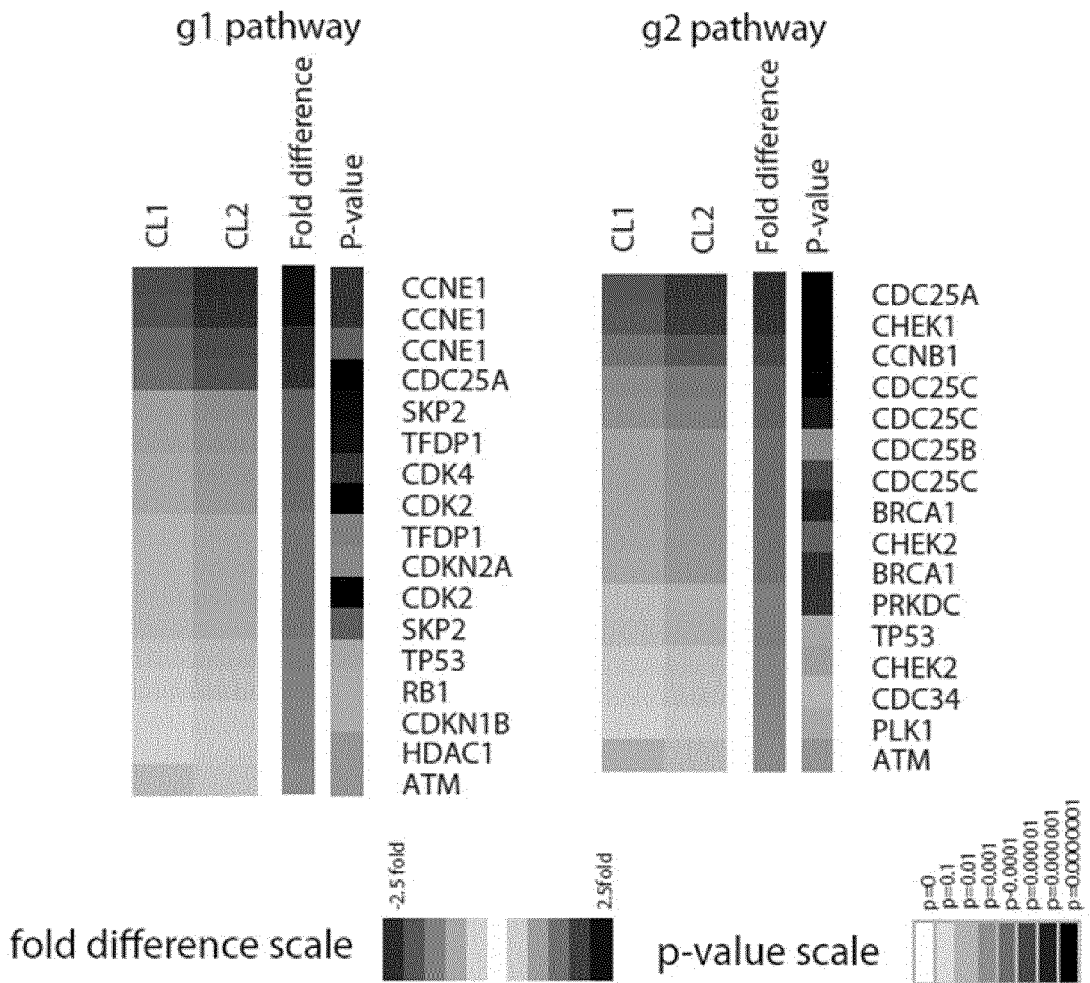 g1 pathway
CL1
CL2
Fold difference
P-value
CCNE1
CCNE1
CCNE1
CDC25A
SKP2
TFDP1
CDK4
CDK2
TFDP1
CDKN2A
CDK2
SKP2
TP53
RB1
CDKN1B
HDAC1
ATM
g2 pathway
CL1
CL2
Fold difference
P-value
CDC25A
CHEK1
CCNB1
CDC25C
CDC25C
CDC25B
CDC25C
BRCA1
CHEK2
BRCA1
PRKDC
TP53
CHEK2
CDC34
PLK1
ATM
fold difference scale
-2.5 fold
2.5fold
p-value scale
p=0
p=0.1
p=0.01
p=0.001
p-0.0001
p=0.00001
p=0.000001
p=0.0000001